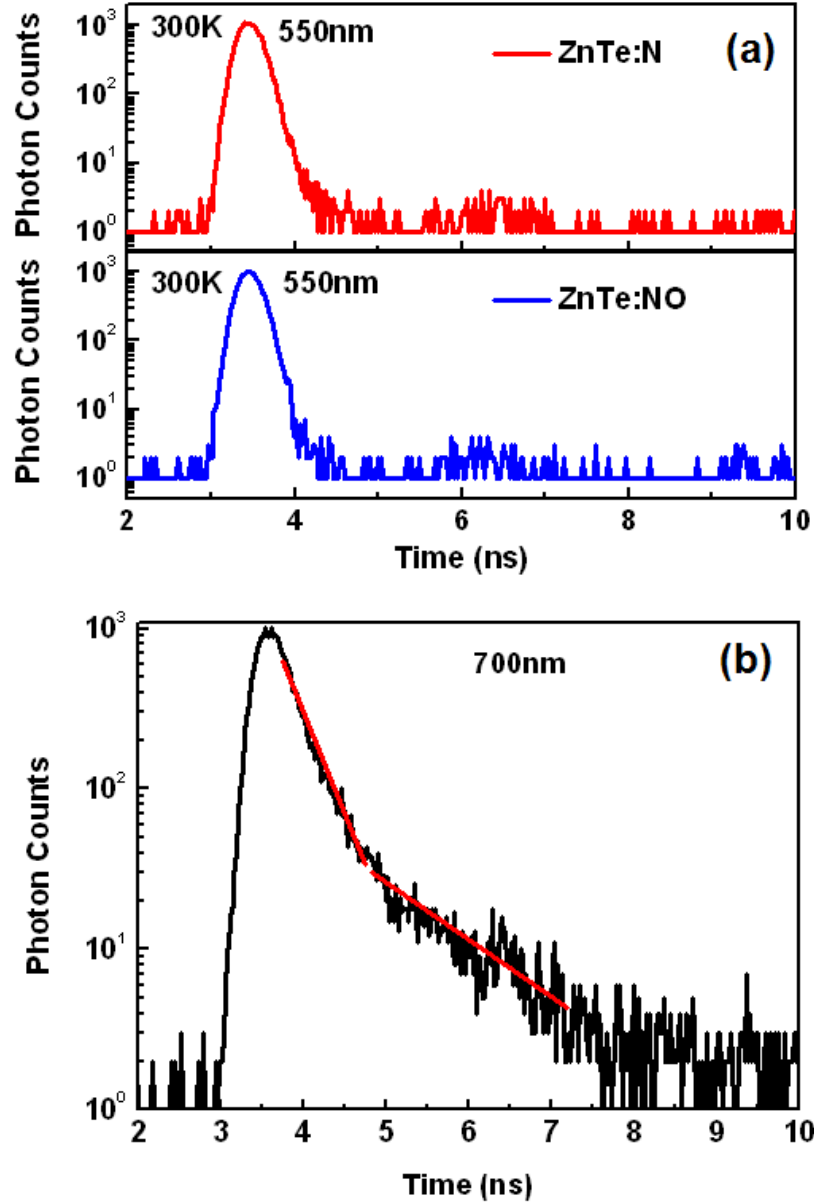 300K 550nm
ZnTe:N
(a)
Photon Counts
10³
10²
10¹
10⁰
300K 550nm
ZnTe:NO
Photon Counts
10³
10²
10¹
10⁰
2 4 6 8 10
Time (ns)
700nm
(b)
Photon Counts
10³
10²
10¹
10⁰
2 3 4 5 6 7 8 9 10
Time (ns)